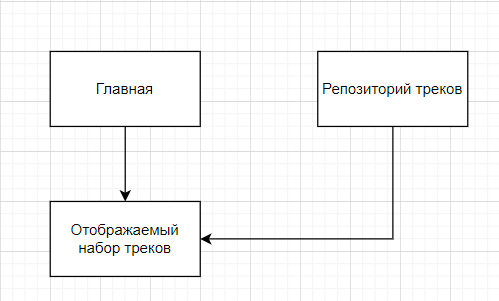 Главная
Репозиторий треков
Отображаемый
набор треков